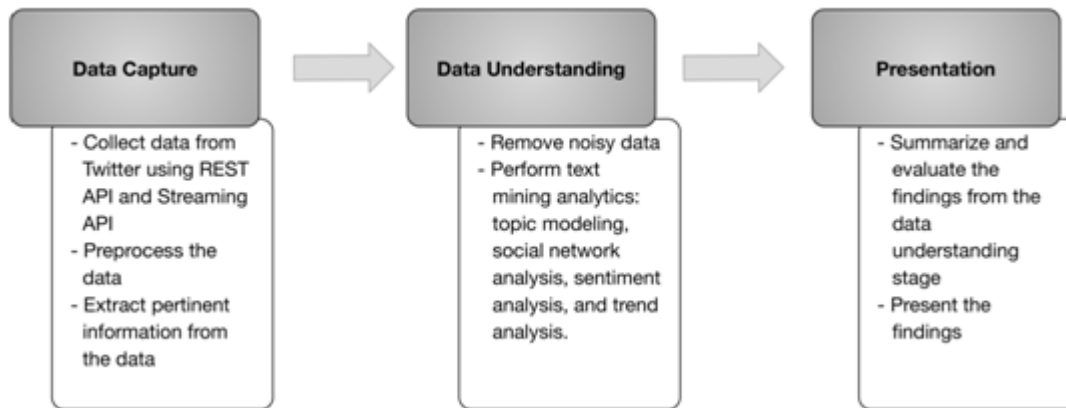 Data Capture
- Collect data from
Twitter using REST
API and Streaming
API
- Preprocess the
data
- Extract pertinent
information from
the data
Data Understanding
- Remove noisy data
- Perform text
mining analytics:
topic modeling,
social network
analysis, sentiment
analysis, and trend
analysis.
Presentation
- Summarize and
evaluate the
findings from the
data
understanding
stage
- Present the
findings